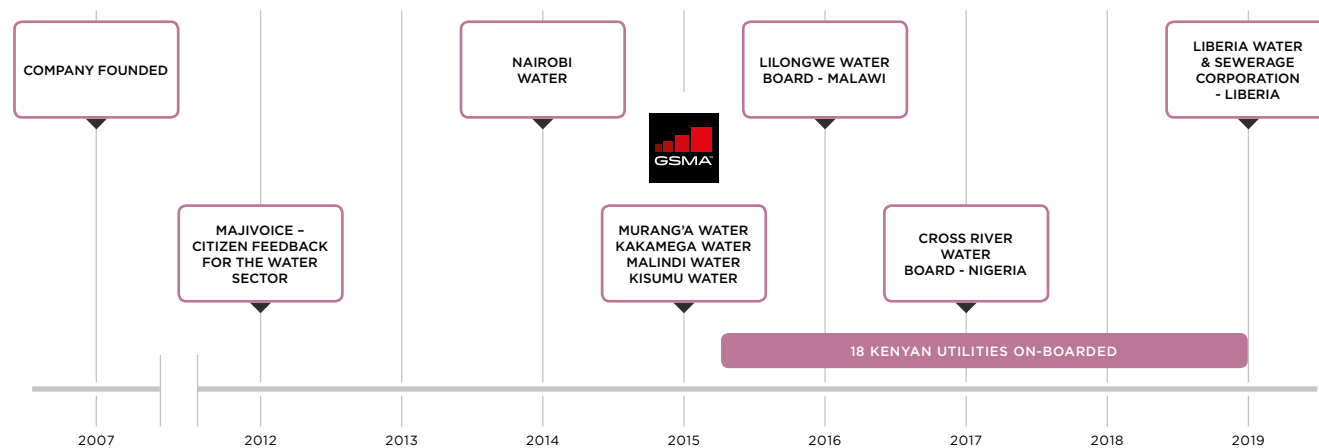 COMPANY FOUNDED
NAIROBI
WATER
LILONGWE WATER
BOARD - MALAWI
LIBERIA WATER
& SEWERAGE
CORPORATION
- LIBERIA
GSMA™
MAJIVOICE –
CITIZEN FEEDBACK
FOR THE WATER
SECTOR
MURANG'A WATER
KAKAMEGA WATER
MALINDI WATER
KISUMU WATER
CROSS RIVER
WATER
BOARD - NIGERIA
18 KENYAN UTILITIES ON-BOARDED
2007 2012 2013 2014 2015 2016 2017 2018 2019